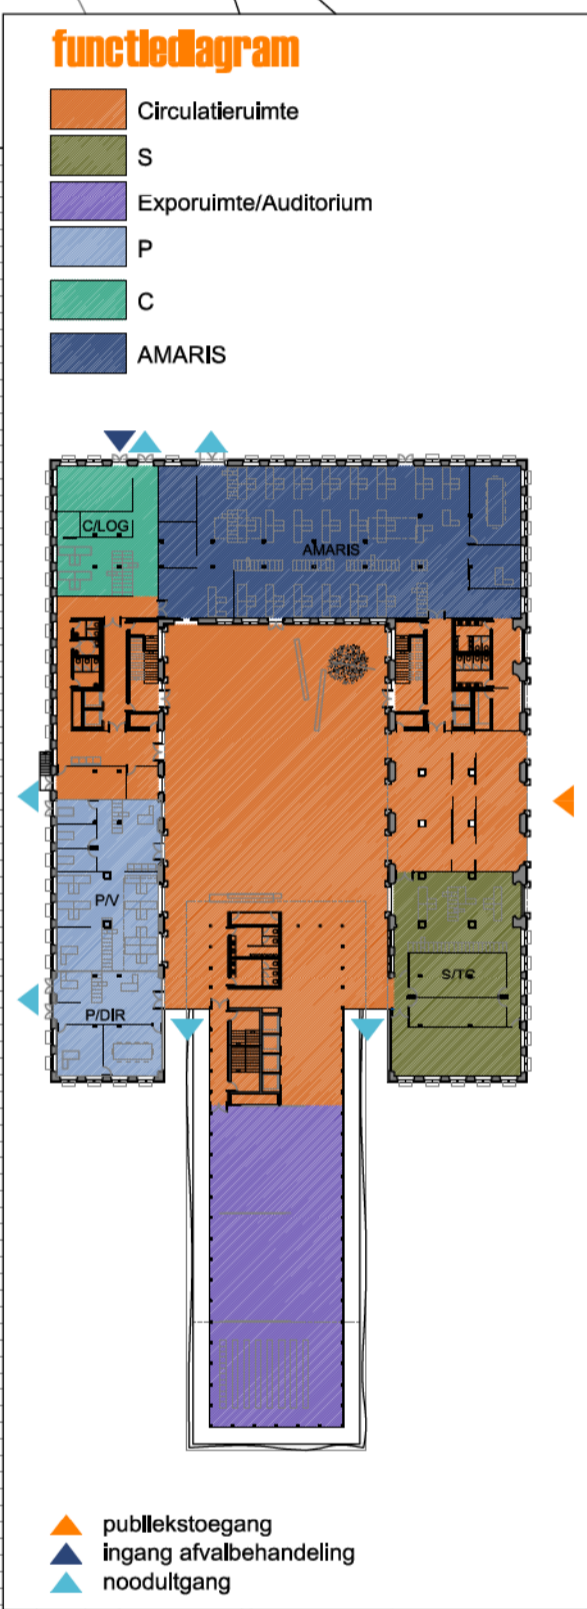 functiediagram
Circulatieruimte
S
Exporuimte/Auditorium
P
C
AMARIS
C/LOG
AMARIS
P/V
S/TC
P/DIR
publiekstoegang
ingang afvalbehandeling
nooduitgang